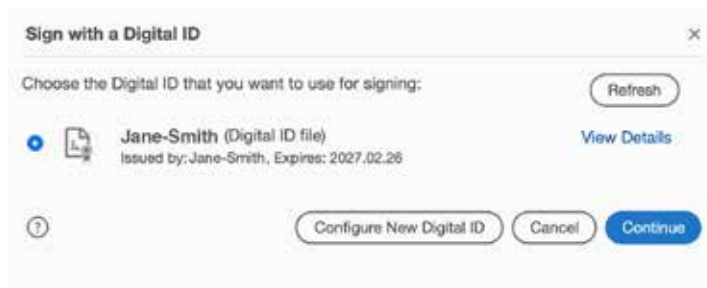 Sign with a Digital ID
Choose the Digital ID that you want to use for signing:
Refresh
Jane-Smith (Digital ID file)
View Details
Issued by: Jane-Smith, Expires: 2027.02.26
?
Configure New Digital ID
Cancel
Continue